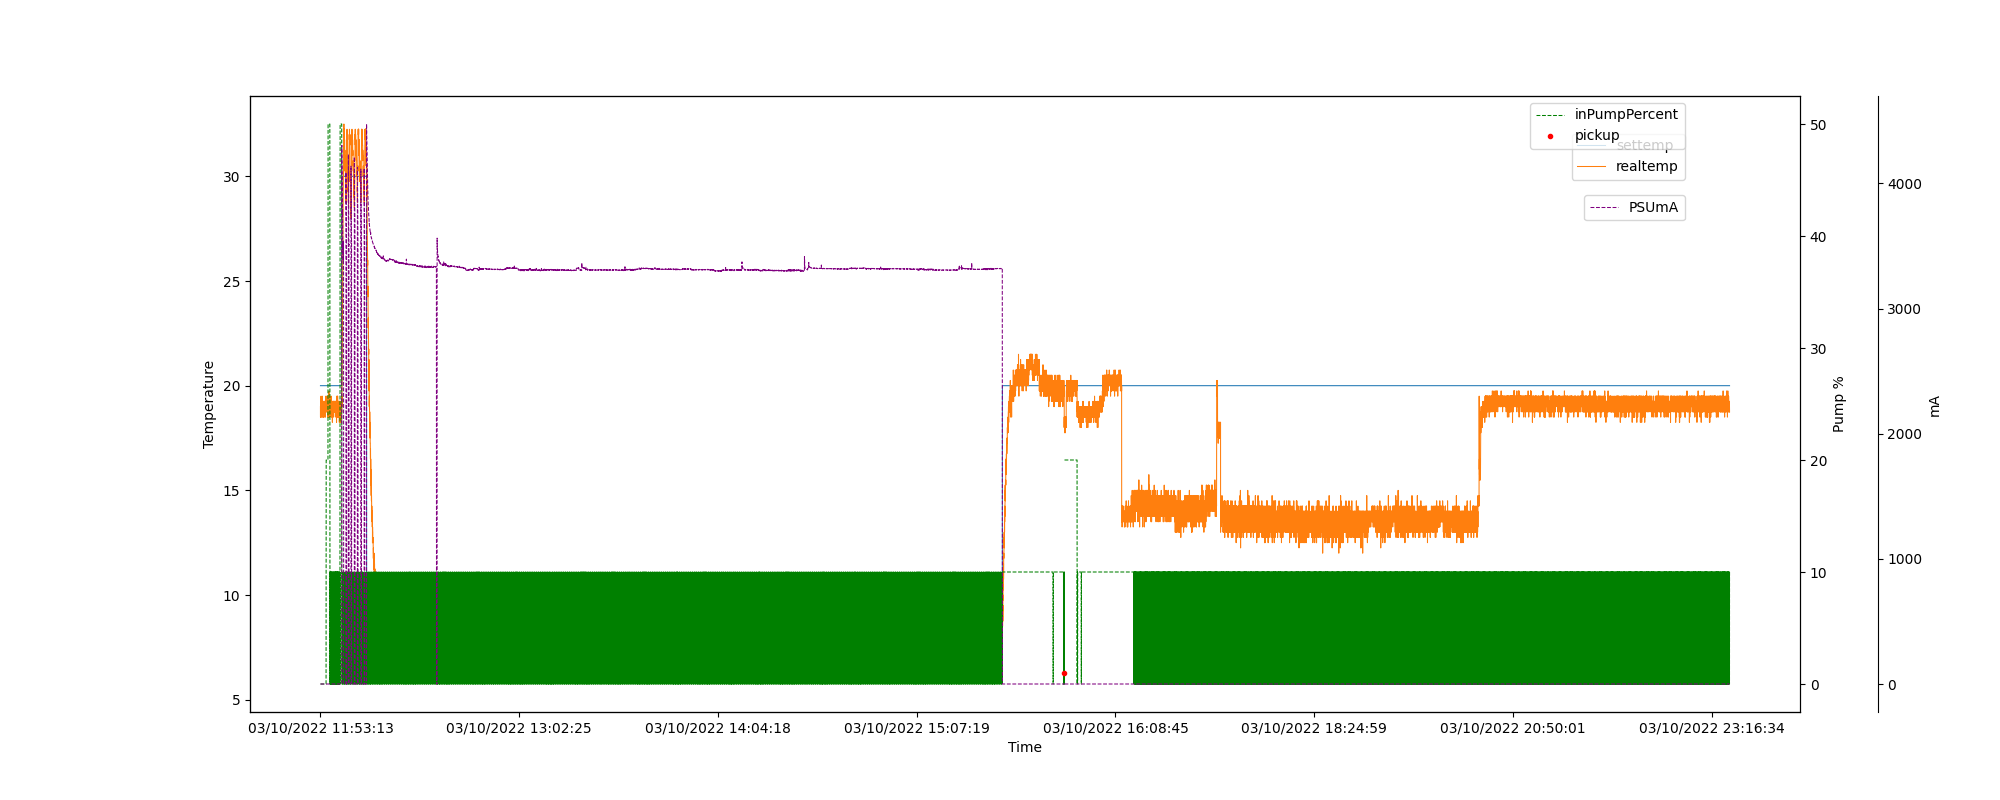 inPumpPercent
pickup
settemp
realtemp
PSUmA
30
25
20
15
10
5
Temperature
50
40
30
20
10
0
Pump %
4000
3000
2000
1000
0
mA
03/10/2022 11:53:13
03/10/2022 13:02:25
03/10/2022 14:04:18
03/10/2022 15:07:19
03/10/2022 16:08:45
03/10/2022 18:24:59
03/10/2022 20:50:01
03/10/2022 23:16:34
Time